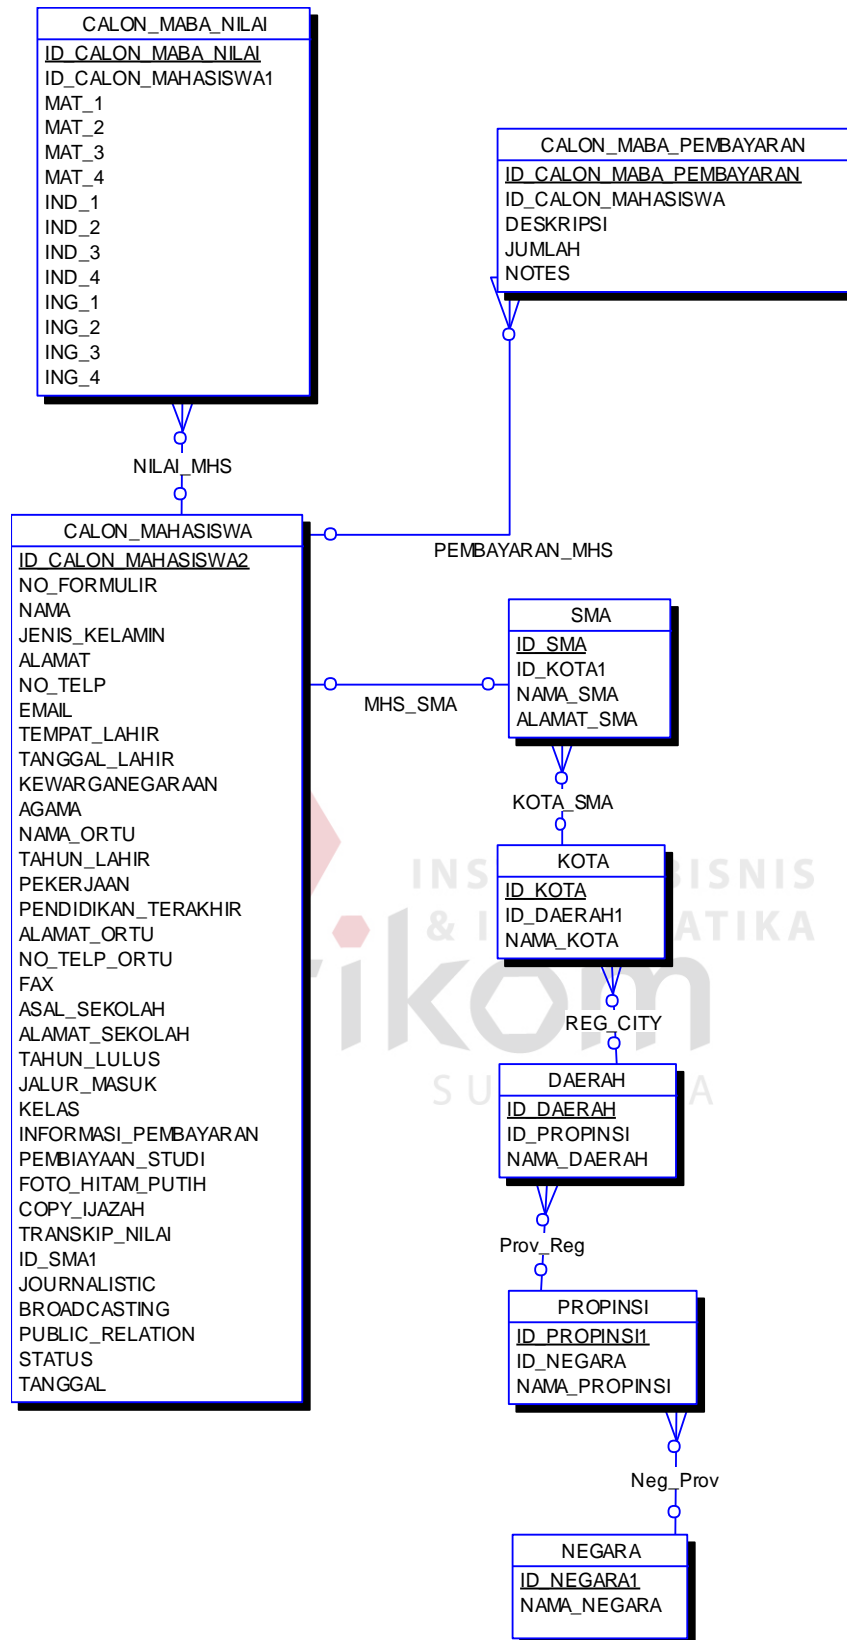 CALON_MABA_NILAI
ID_CALON_MABA_NILAI
ID_CALON_MAHASISWA1
MAT_1
MAT_2
MAT_3
MAT_4
IND_1
IND_2
IND_3
IND_4
ING_1
ING_2
ING_3
ING_4
CALON_MABA_PEMBAYARAN
ID_CALON_MABA_PEMBAYARAN
ID_CALON_MAHASISWA
DESKRIPSI
JUMLAH
NOTES
NILAI_MHS
PEMBAYARAN_MHS
CALON_MAHASISWA
ID_CALON_MAHASISWA2
NO_FORMULIR
NAMA
JENIS_KELAMIN
ALAMAT
NO_TELP
EMAIL
TEMPAT_LAHIR
TANGGAL_LAHIR
KEWARGANEGARAAN
AGAMA
NAMA_ORTU
TAHUN_LAHIR
PEKERJAAN
PENDIDIKAN_TERAKHIR
ALAMAT_ORTU
NO_TELP_ORTU
FAX
ASAL_SEKOLAH
ALAMAT_SEKOLAH
TAHUN_LULUS
JALUR_MASUK
KELAS
INFORMASI_PEMBAYARAN
PEMBIAYAAN_STUDI
FOTO_HITAM_PUTIH
COPY_IJAZAH
TRANSKIP_NILAI
ID_SMA1
JOURNALISTIC
BROADCASTING
PUBLIC_RELATION
STATUS
TANGGAL
MHS_SMA
SMA
ID_SMA
ID_KOTA1
NAMA_SMA
ALAMAT_SMA
KOTA_SMA
KOTA
ID_KOTA
ID_DAERAH1
NAMA_KOTA
REG_CITY
DAERAH
ID_DAERAH
ID_PROPINSI
NAMA_DAERAH
Prov_Reg
PROPINSI
ID_PROPINSI1
ID_NEGARA
NAMA_PROPINSI
Neg_Prov
NEGARA
ID_NEGARA1
NAMA_NEGARA